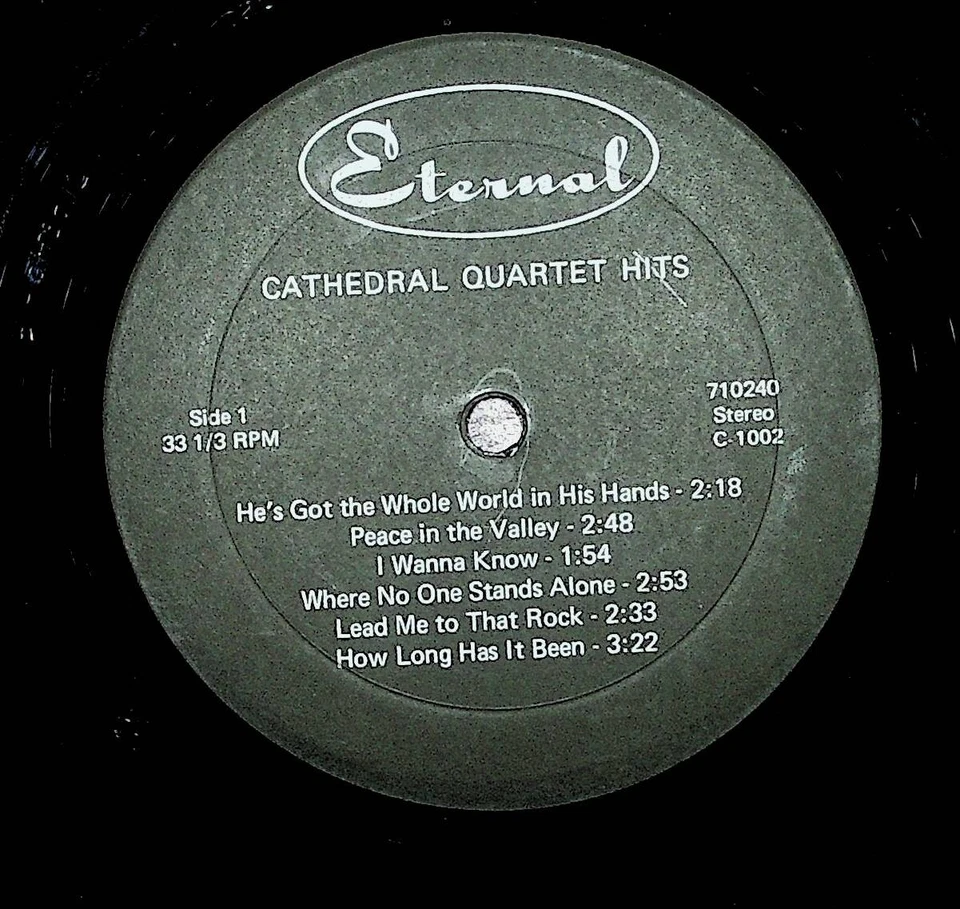 Eternal
CATHEDRAL QUARTET HITS
Side 1
33 1/3 RPM
710240
Stereo
C-1002
He's Got the Whole World in His Hands - 2:18
Peace in the Valley - 2:48
I Wanna Know - 1:54
Where No One Stands Alone - 2:53
Lead Me to That Rock - 2:33
How Long Has It Been - 3:22